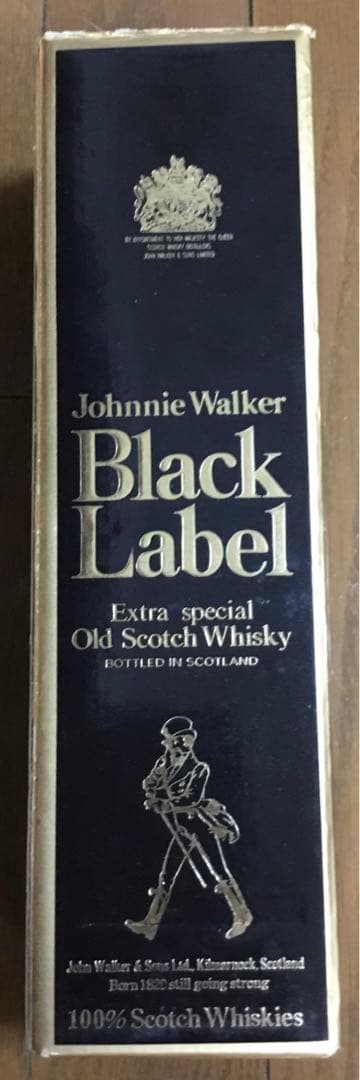 BY APPOINTMENT TO HER MAJESTY THE QUEEN
SCOTCH WHISKY DISTILLERS
JOHN WALKER & SONS LIMITED
Johnnie Walker
Black
Label
Extra special
Old Scotch Whisky
BOTTLED IN SCOTLAND
John Walker & Sons Ltd., Kilmarnock, Scotland
Born 1820 still going strong
100% Scotch Whiskies